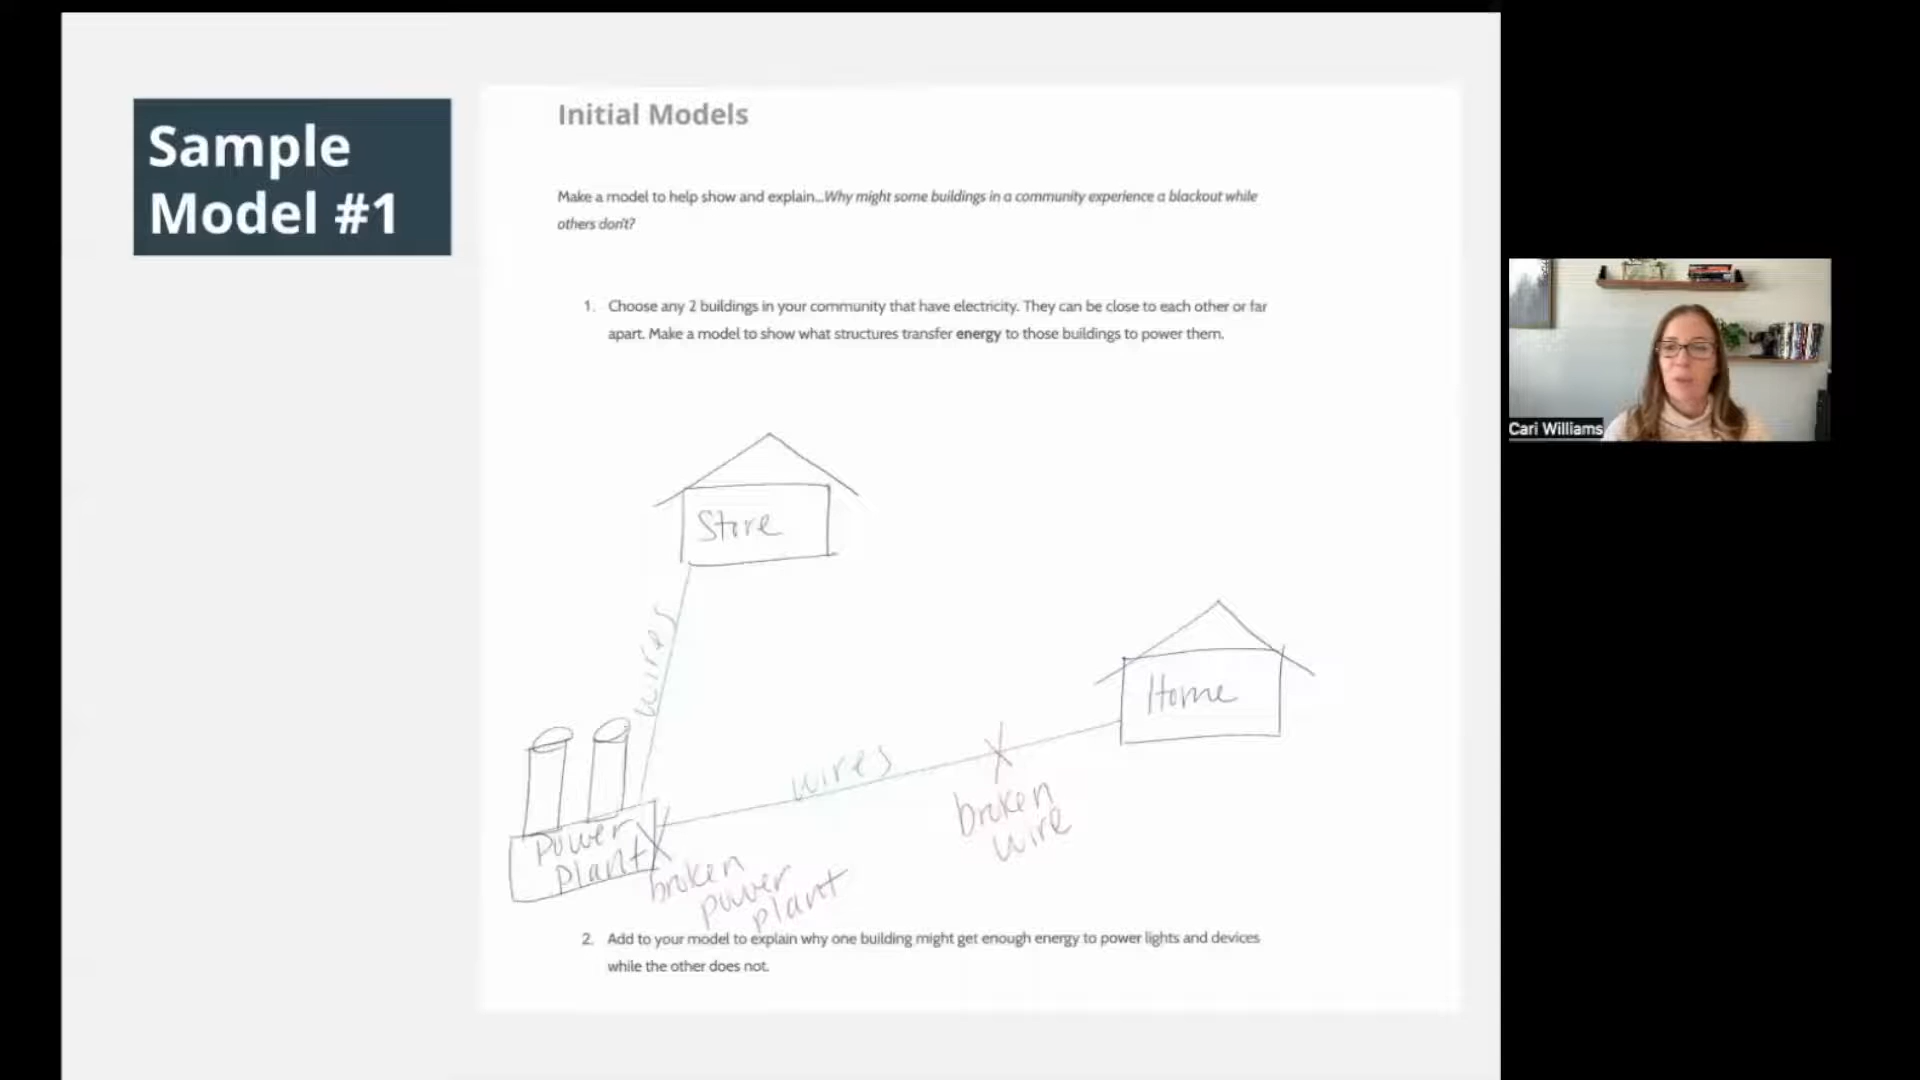 Sample
Model #1
Initial Models
Make a model to help show and explain...Why might some buildings in a community experience a blackout while
others don't?
1. Choose any 2 buildings in your community that have electricity. They can be close to each other or far
apart. Make a model to show what structures transfer energy to those buildings to power them.
Store
wires
Home
wires
broken
wire
Power
plant
broken
power
plant
2. Add to your model to explain why one building might get enough energy to power lights and devices
while the other does not.
Cari Williams